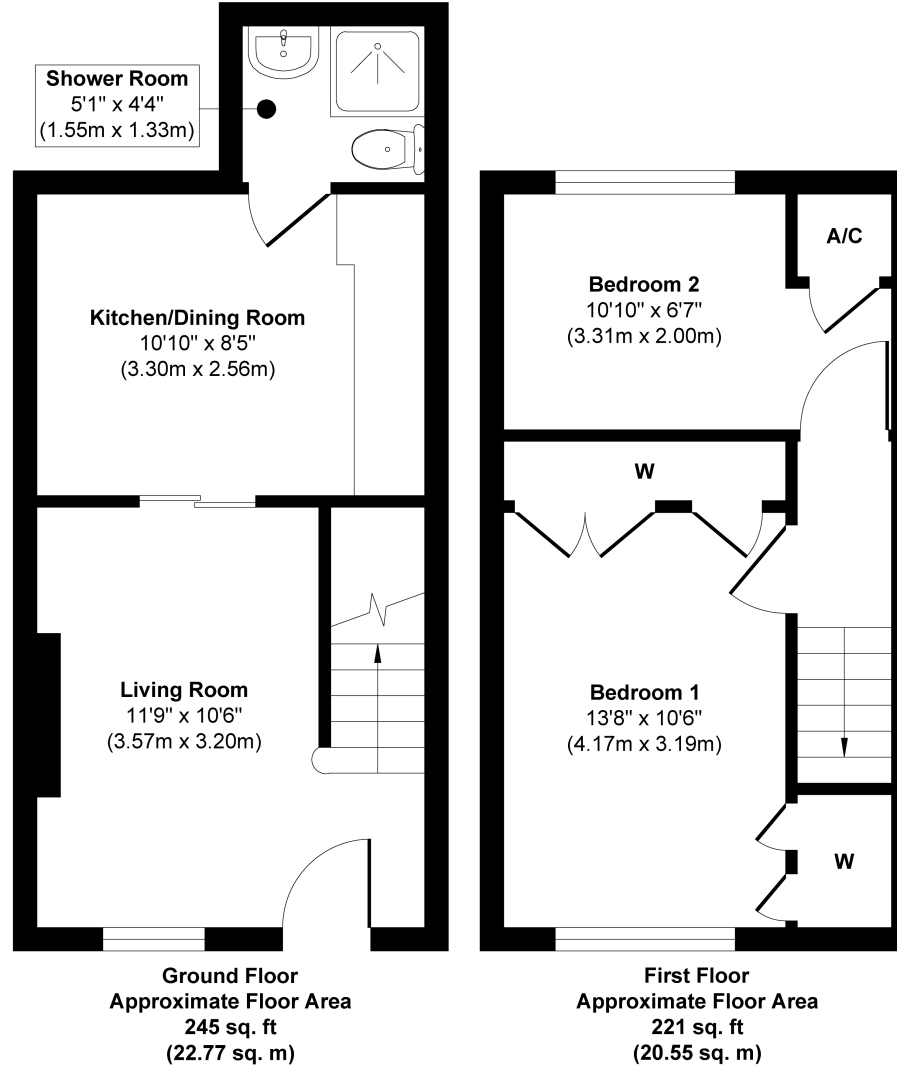 Shower Room
5'1" x 4'4"
(1.55m x 1.33m)
Kitchen/Dining Room
10'10" x 8'5"
(3.30m x 2.56m)
Living Room
11'9" x 10'6"
(3.57m x 3.20m)
Ground Floor
Approximate Floor Area
245 sq. ft
(22.77 sq. m)
A/C
Bedroom 2
10'10" x 6'7"
(3.31m x 2.00m)
W
Bedroom 1
13'8" x 10'6"
(4.17m x 3.19m)
W
First Floor
Approximate Floor Area
221 sq. ft
(20.55 sq. m)